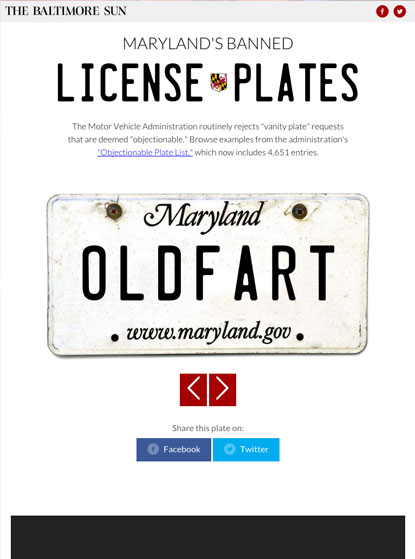 THE BALTIMORE SUN
MARYLAND'S BANNED
LICENSE PLATES
The Motor Vehicle Administration routinely rejects "vanity plate" requests
that are deemed "objectionable." Browse examples from the administration's
"Objectionable Plate List," which now includes 4,651 entries.
Maryland
OLDFART
www.maryland.gov
Share this plate on:
Facebook
Twitter